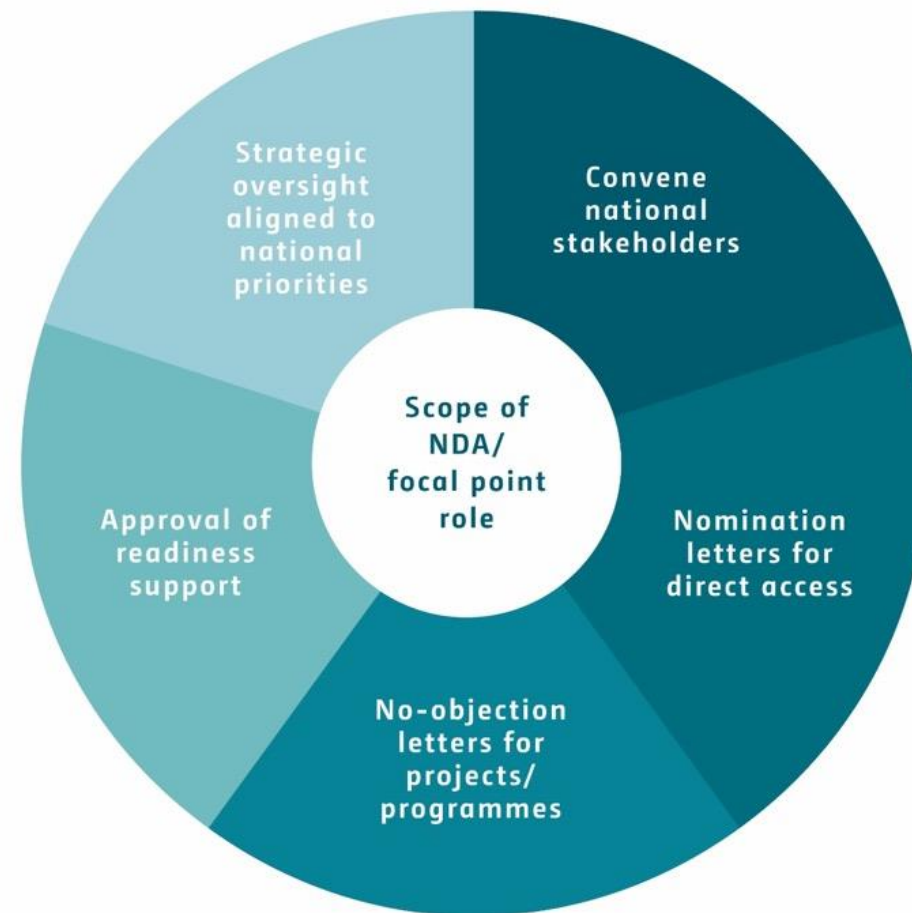 Strategic
oversight
aligned to
national
priorities
Convene
national
stakeholders
Scope of
NDA/
focal point
role
Approval of
readiness
support
Nomination
letters for
direct access
No-objection
letters for
projects/
programmes